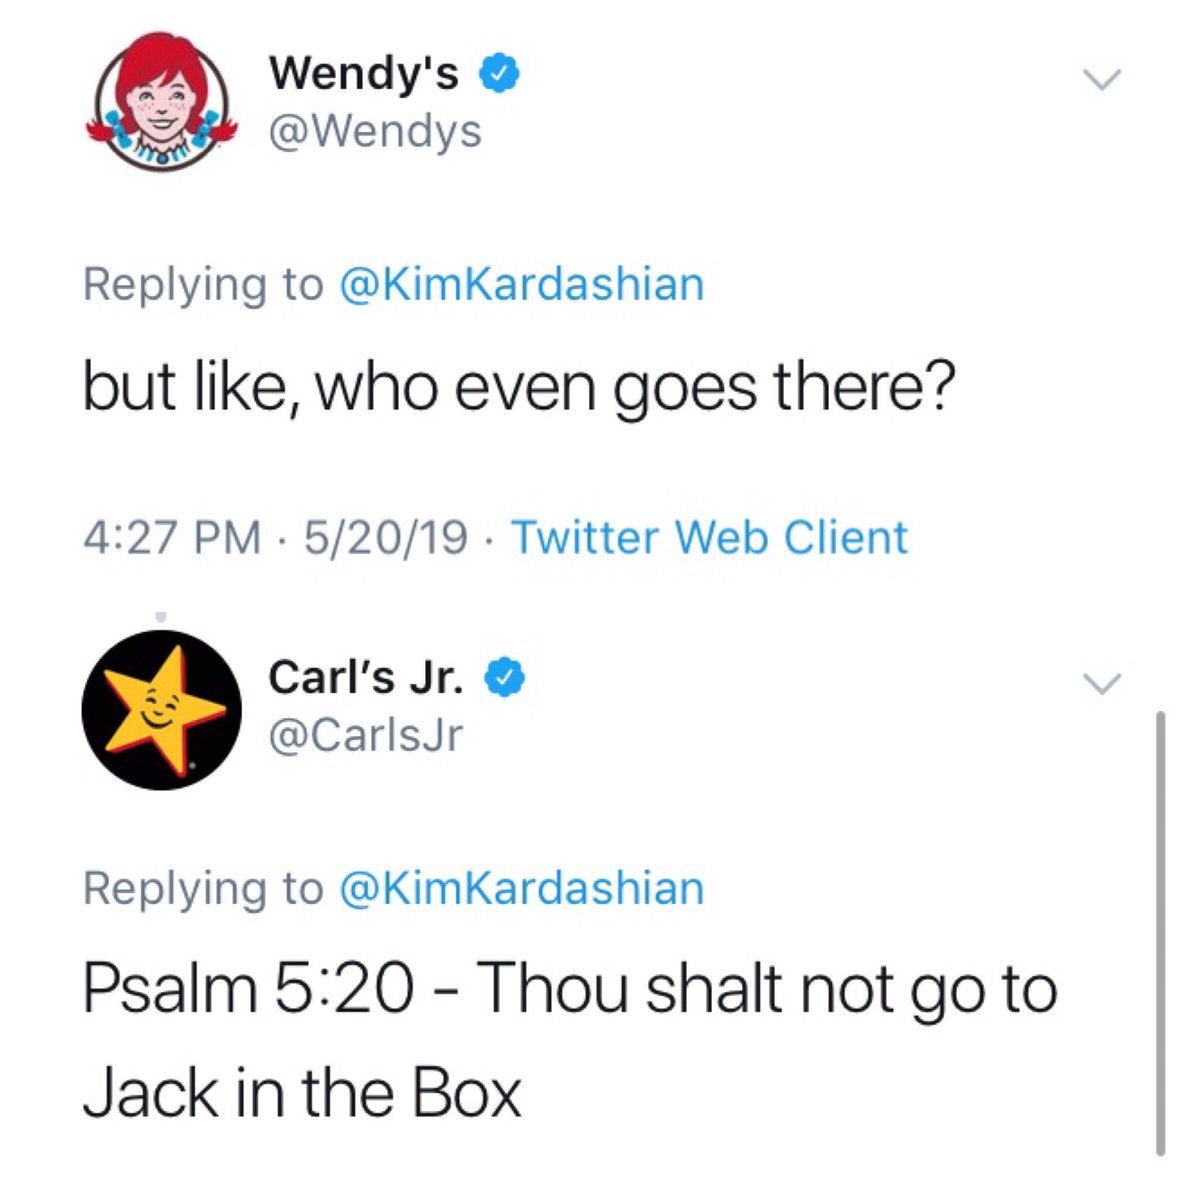 Wendy's
@Wendys
Replying to @KimKardashian
but like, who even goes there?
4:27 PM · 5/20/19 · Twitter Web Client
Carl’s Jr.
@CarlsJr
Replying to @KimKardashian
Psalm 5:20 - Thou shalt not go to
Jack in the Box